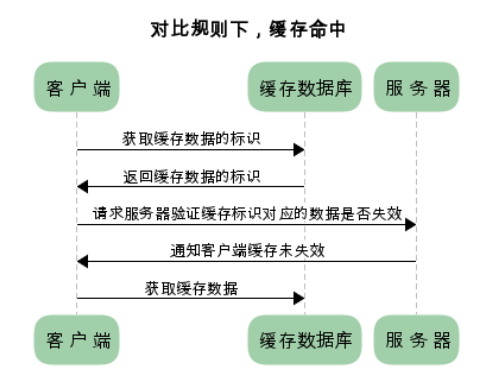 对比规则下，缓存命中
客户端 缓存数据库 服务器
获取缓存数据的标识
返回缓存数据的标识
请求服务器验证缓存标识对应的数据是否失效
通知客户端缓存未失效
获取缓存数据
客户端 缓存数据库 服务器